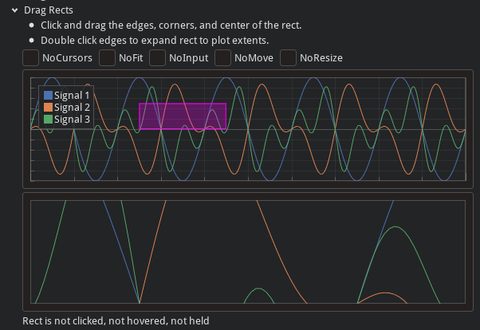 Drag Rects
Click and drag the edges, corners, and center of the rect.
Double click edges to expand rect to plot extents.
NoCursors NoFit NoInput NoMove NoResize
Signal 1
Signal 2
Signal 3
Rect is not clicked, not hovered, not held